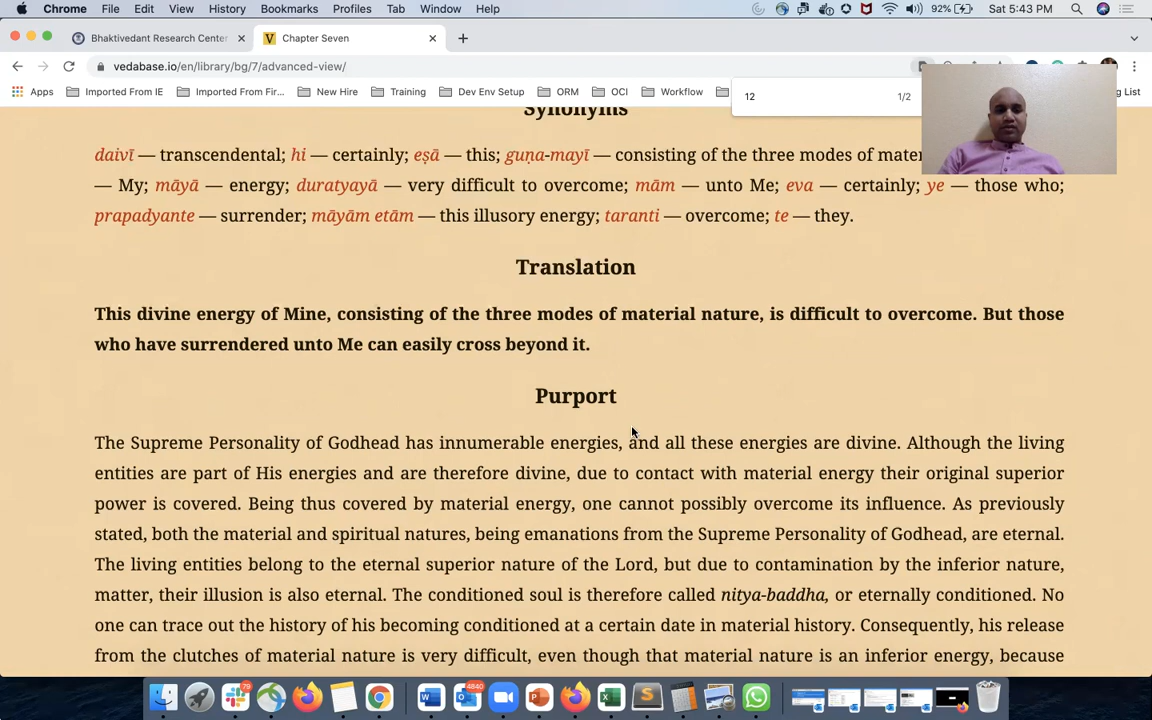 Chrome File Edit View History Bookmarks Profiles Tab Window Help 92% Sat 5:43 PM
Bhaktivedant Research Center Chapter Seven
vedabase.io/en/library/bg/7/advanced-view/
Apps Imported From IE Imported From Fir... New Hire Training Dev Env Setup ORM OCI Workflow ng List
12 1/2
Synonyms
daivī — transcendental; hi — certainly; eṣā — this; guṇa-mayī — consisting of the three modes of mater
— My; māyā — energy; duratyayā — very difficult to overcome; mām — unto Me; eva — certainly; ye — those who;
prapadyante — surrender; māyām etām — this illusory energy; taranti — overcome; te — they.
Translation
This divine energy of Mine, consisting of the three modes of material nature, is difficult to overcome. But those
who have surrendered unto Me can easily cross beyond it.
Purport
The Supreme Personality of Godhead has innumerable energies, and all these energies are divine. Although the living
entities are part of His energies and are therefore divine, due to contact with material energy their original superior
power is covered. Being thus covered by material energy, one cannot possibly overcome its influence. As previously
stated, both the material and spiritual natures, being emanations from the Supreme Personality of Godhead, are eternal.
The living entities belong to the eternal superior nature of the Lord, but due to contamination by the inferior nature,
matter, their illusion is also eternal. The conditioned soul is therefore called nitya-baddha, or eternally conditioned. No
one can trace out the history of his becoming conditioned at a certain date in material history. Consequently, his release
from the clutches of material nature is very difficult, even though that material nature is an inferior energy, because
79 4840